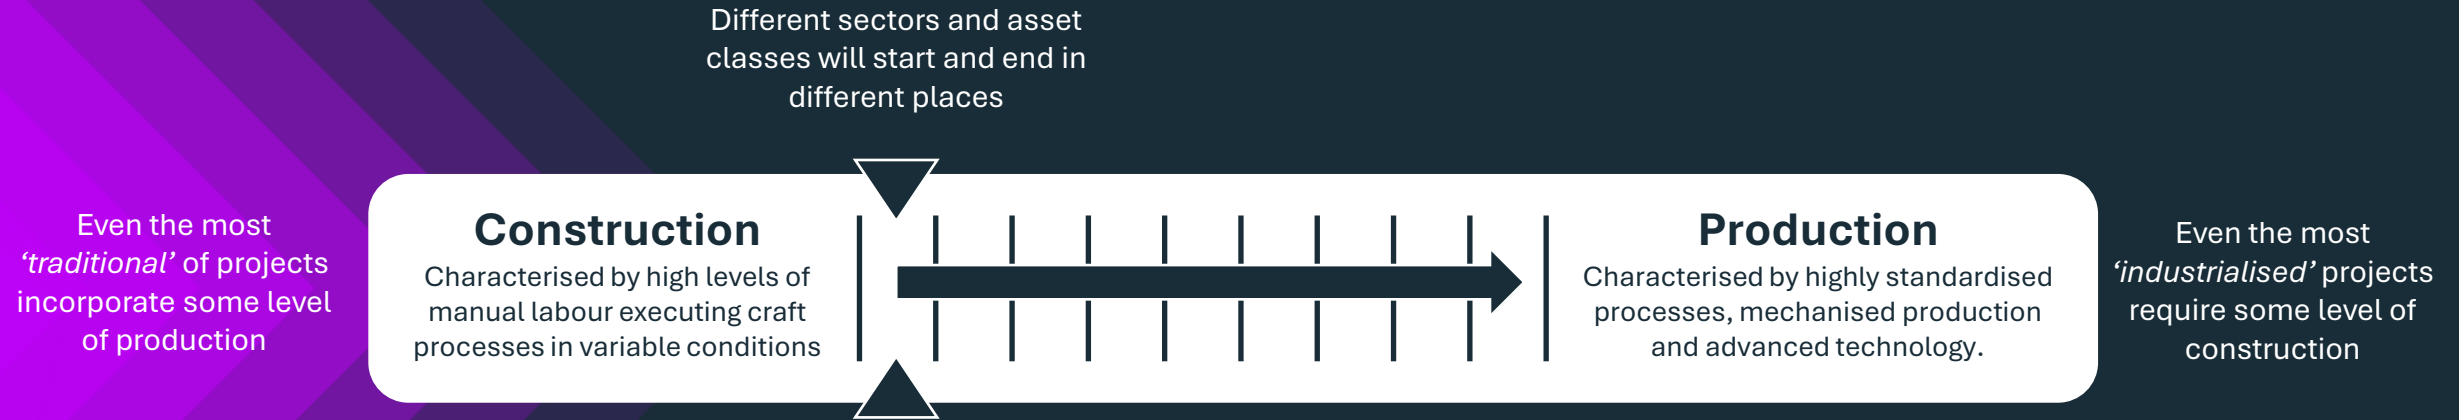 Different sectors and asset
classes will start and end in
different places
Even the most
‘traditional’ of projects
incorporate some level
of production
Construction
Characterised by high levels of
manual labour executing craft
processes in variable conditions
Production
Characterised by highly standardised
processes, mechanised production
and advanced technology.
Even the most
‘industrialised’ projects
require some level of
construction